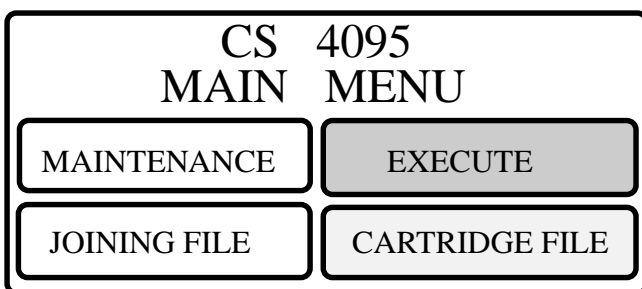 CS 4095
MAIN MENU
MAINTENANCE EXECUTE
JOINING FILE CARTRIDGE FILE